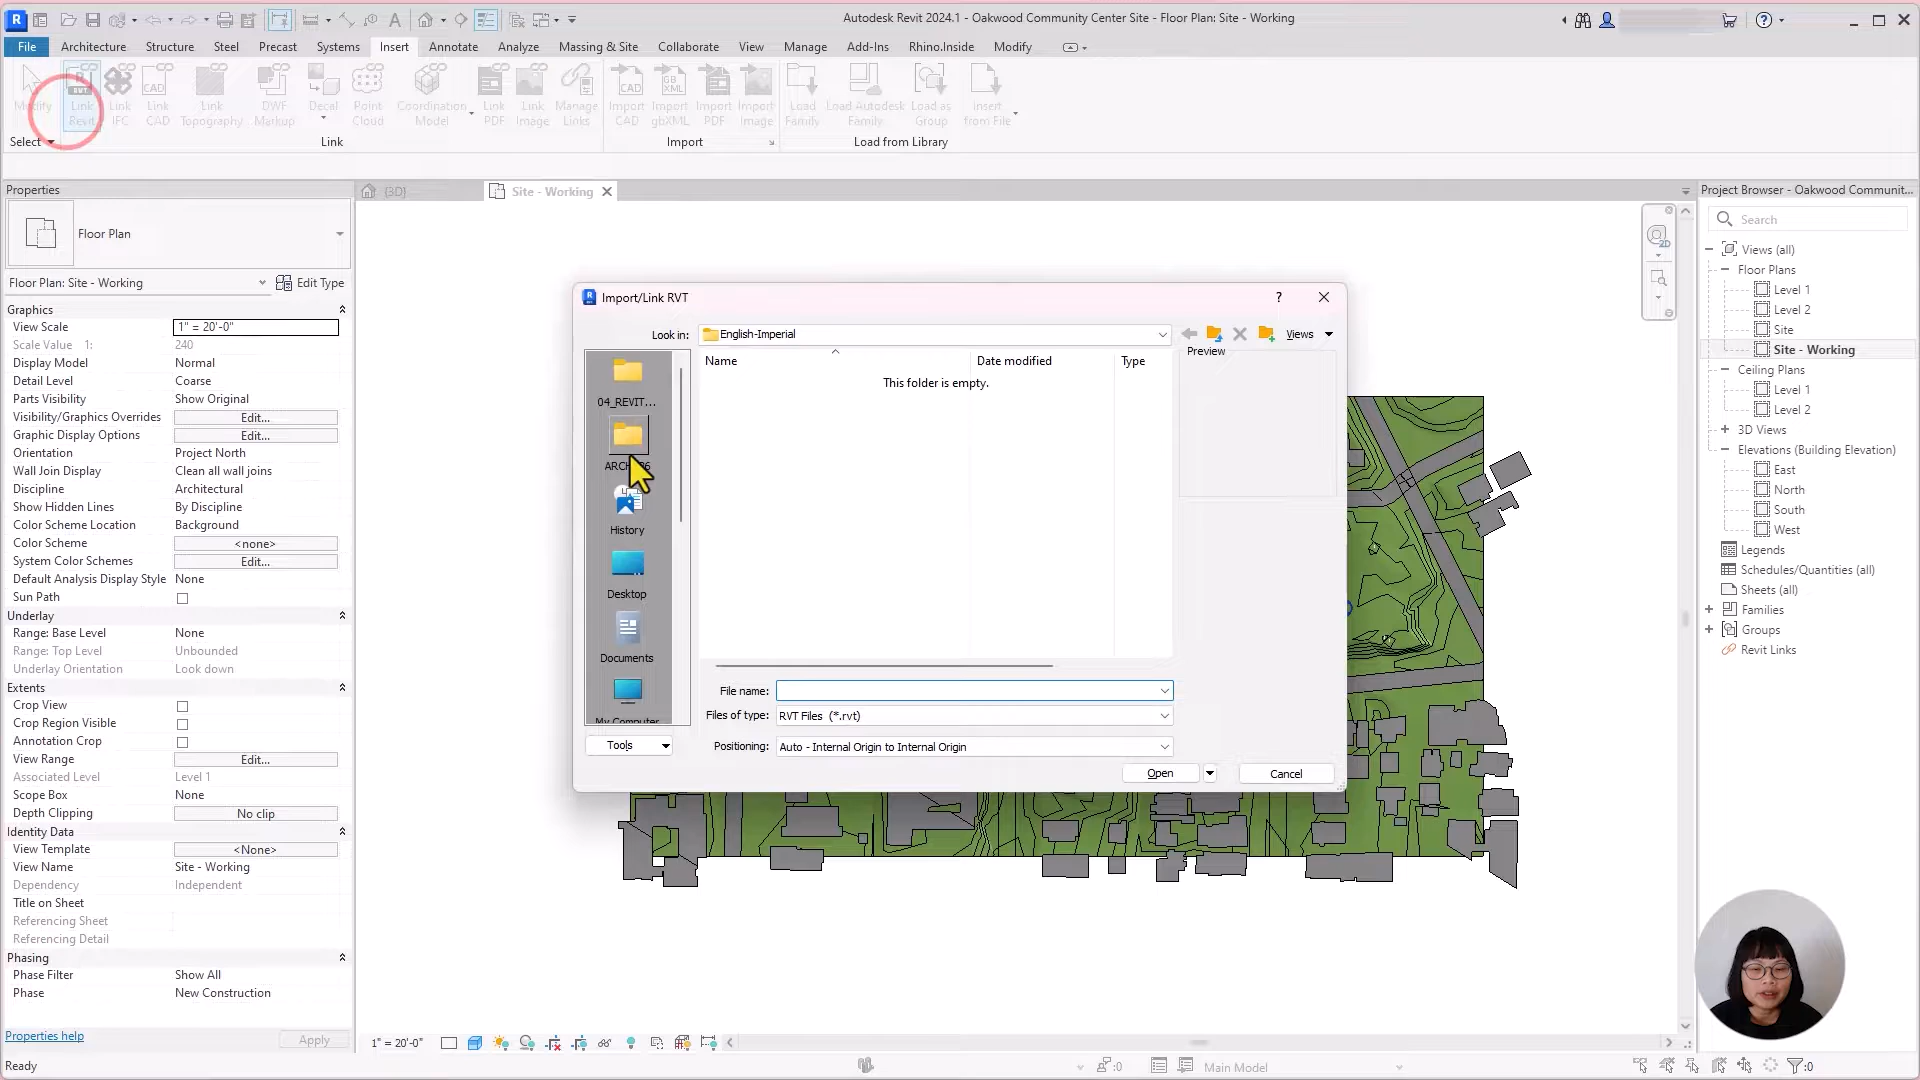 Autodesk Revit 2024.1 - Oakwood Community Center Site - Floor Plan: Site - Working
File Architecture Structure Steel Precast Systems Insert Annotate Analyze Massing & Site Collaborate View Manage Add-Ins Rhino.Inside Modify
Modify
Link Revit
Link IFC
Link CAD
Link Topography
DWF Markup
Decal
Point Cloud
Coordination Model
Link PDF
Link Image
Manage Links
Import CAD
Import gbXML
Import PDF
Import Image
Load Family
Load Autodesk Family
Load as Group
Insert from File
Select Link Import Load from Library
Properties
Floor Plan
Floor Plan: Site - Working Edit Type
Graphics
View Scale 1" = 20'-0"
Scale Value 1: 240
Display Model Normal
Detail Level Coarse
Parts Visibility Show Original
Visibility/Graphics Overrides Edit...
Graphic Display Options Edit...
Orientation Project North
Wall Join Display Clean all wall joins
Discipline Architectural
Show Hidden Lines By Discipline
Color Scheme Location Background
Color Scheme <none>
System Color Schemes Edit...
Default Analysis Display Style None
Sun Path
Underlay
Range: Base Level None
Range: Top Level Unbounded
Underlay Orientation Look down
Extents
Crop View
Crop Region Visible
Annotation Crop
View Range Edit...
Associated Level Level 1
Scope Box None
Depth Clipping No clip
Identity Data
View Template <None>
View Name Site - Working
Dependency Independent
Title on Sheet
Referencing Sheet
Referencing Detail
Phasing
Phase Filter Show All
Phase New Construction
Properties help Apply
Ready
{3D} Site - Working
Import/Link RVT
Look in: English-Imperial Views
Name Date modified Type
Preview
This folder is empty.
04_REVIT...
History
Desktop
Documents
My Computer
File name:
Files of type: RVT Files (*.rvt)
Tools Positioning: Auto - Internal Origin to Internal Origin
Open Cancel
1" = 20'-0"
:0 Main Model :0
Project Browser - Oakwood Communit...
Search
Views (all)
Floor Plans
Level 1
Level 2
Site
Site - Working
Ceiling Plans
Level 1
Level 2
3D Views
Elevations (Building Elevation)
East
North
South
West
Legends
Schedules/Quantities (all)
Sheets (all)
Families
Groups
Revit Links